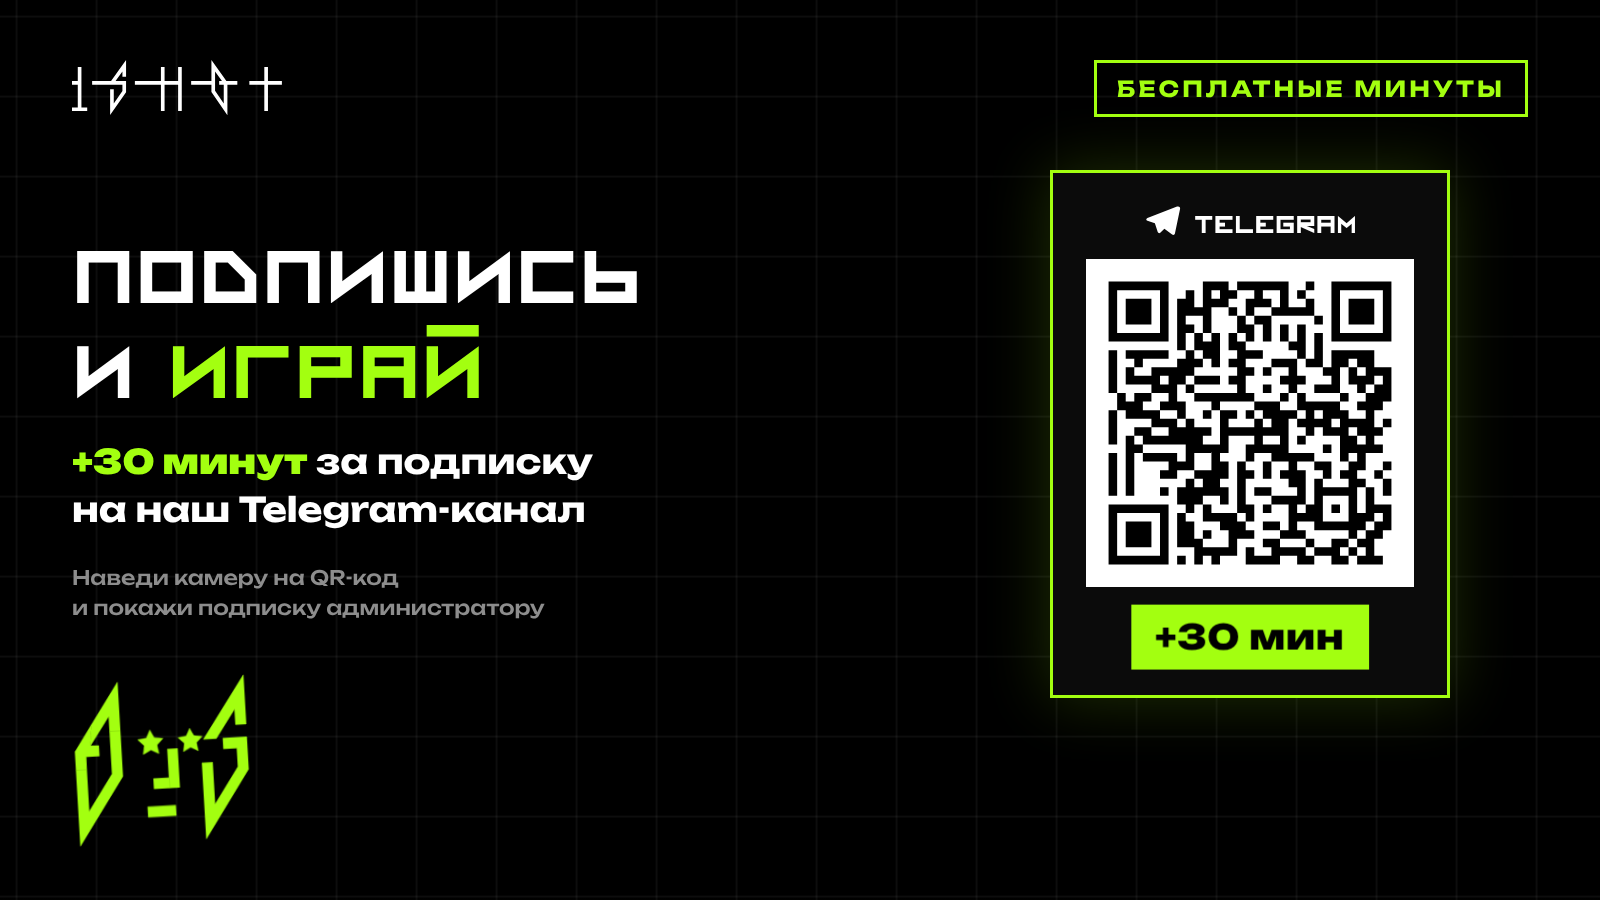 БЕСПЛАТНЫЕ МИНУТЫ
ПОДПИШИСЬ
И ИГРАЙ
+30 минут за подписку
на наш Telegram-канал
Наведи камеру на QR-код
и покажи подписку администратору
TELEGRAM
+30 мин